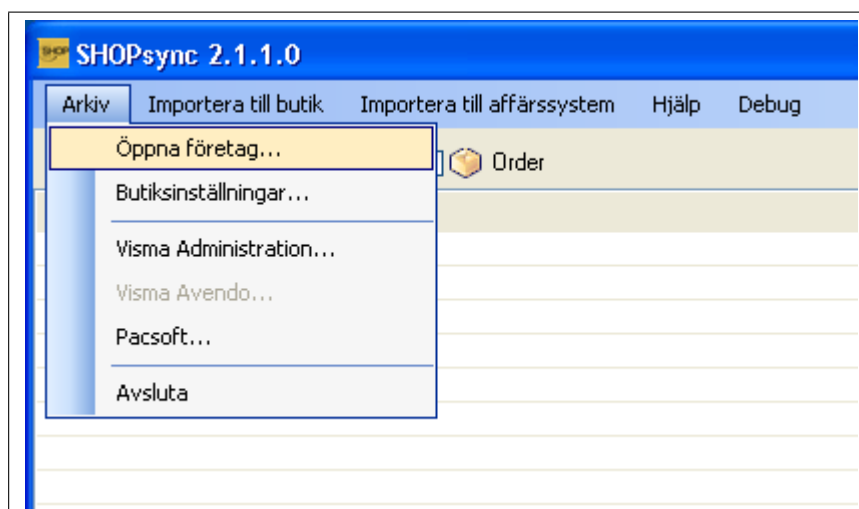 SHOP
SHOPsync 2.1.1.0
Arkiv Importera till butik Importera till affärssystem Hjälp Debug
Öppna företag...
Order
Butiksinställningar...
Visma Administration...
Visma Avendo...
Pacsoft...
Avsluta